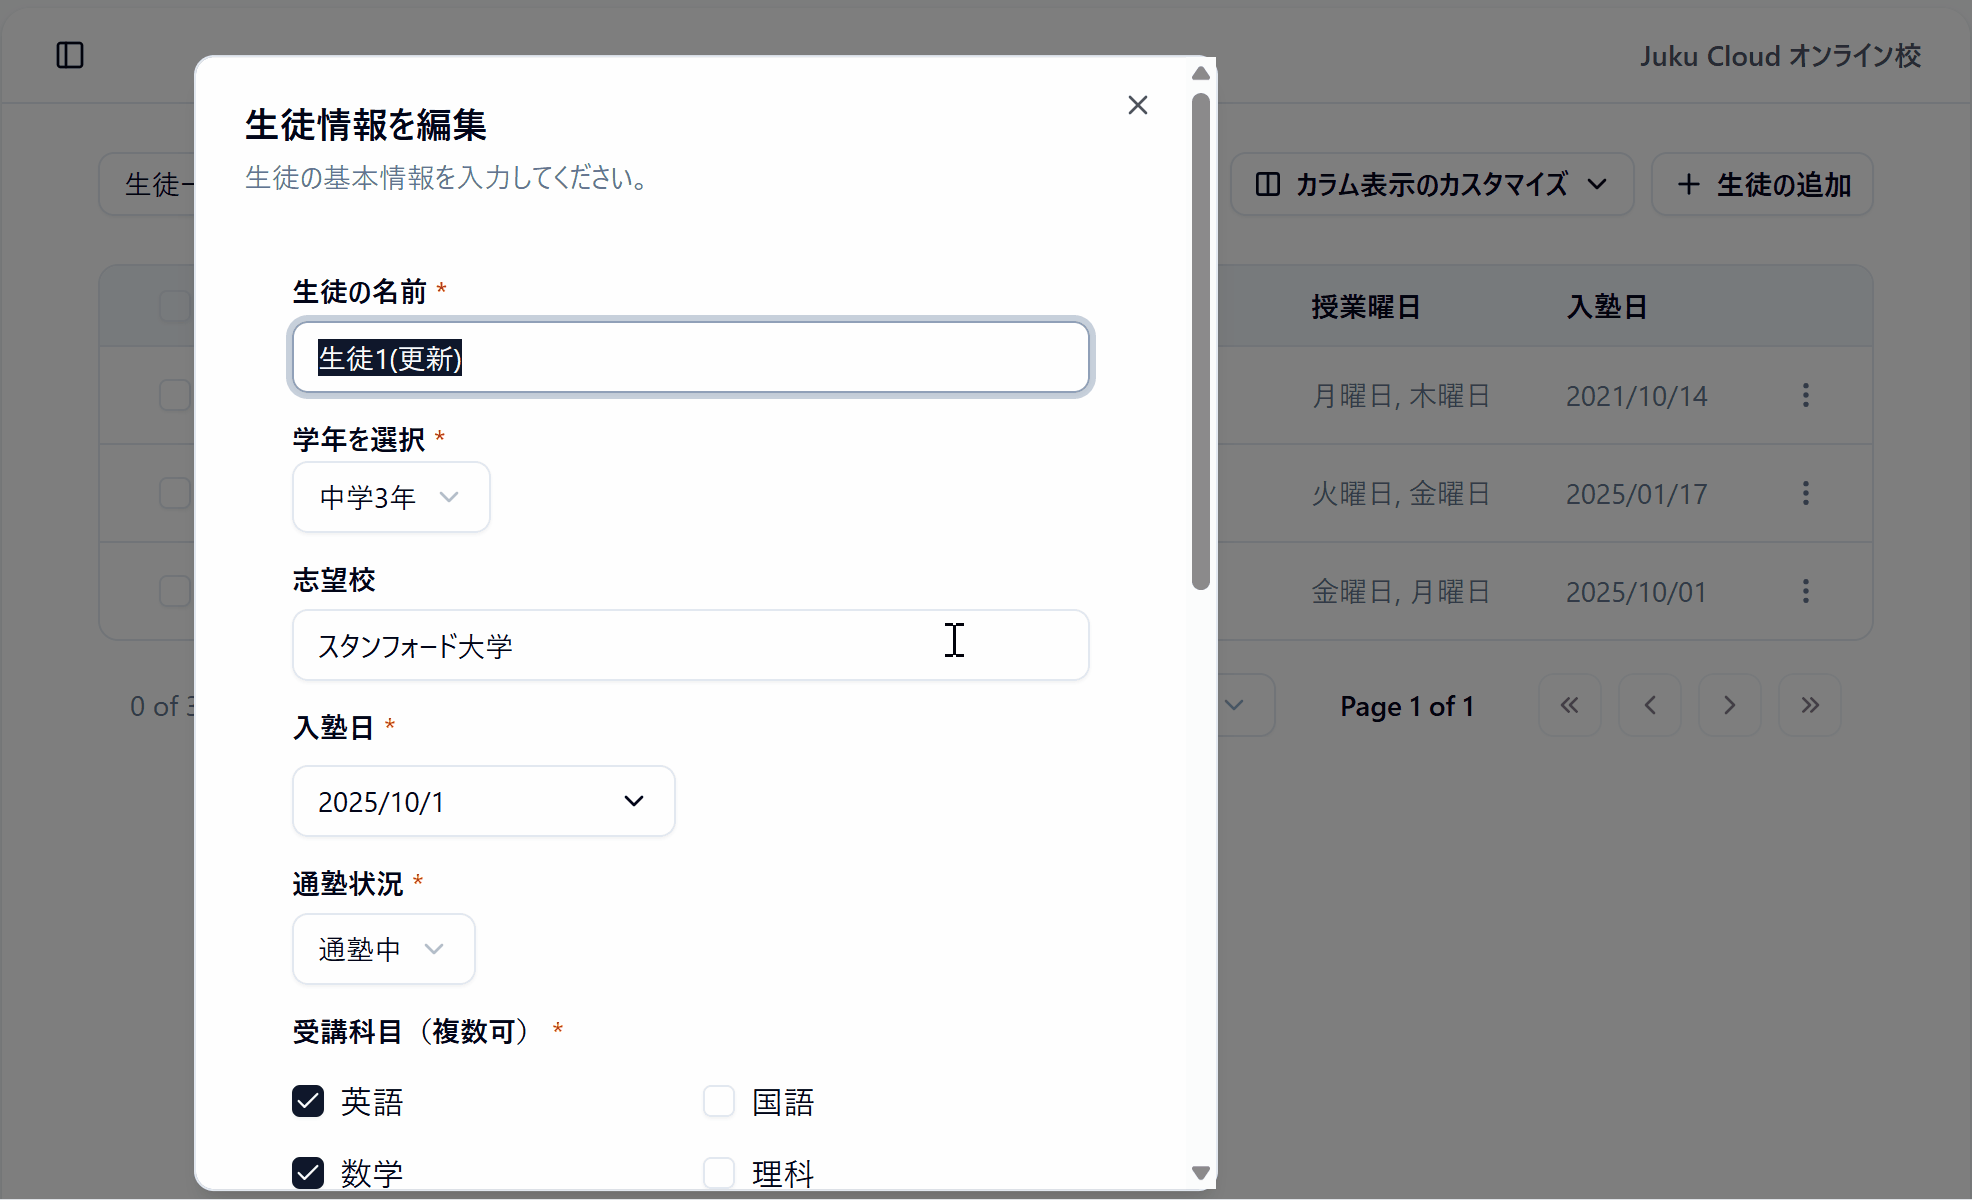 Juku Cloud オンライン校
生徒情報を編集
生徒の基本情報を入力してください。
生徒一
カラム表示のカスタマイズ
生徒の追加
生徒の名前 *
生徒1(更新)
学年を選択 *
中学3年
志望校
スタンフォード大学
入塾日 *
2025/10/1
通塾状況 *
通塾中
受講科目（複数可） *
英語
国語
数学
理科
授業曜日
入塾日
月曜日, 木曜日
2021/10/14
火曜日, 金曜日
2025/01/17
金曜日, 月曜日
2025/10/01
0 of 3
Page 1 of 1